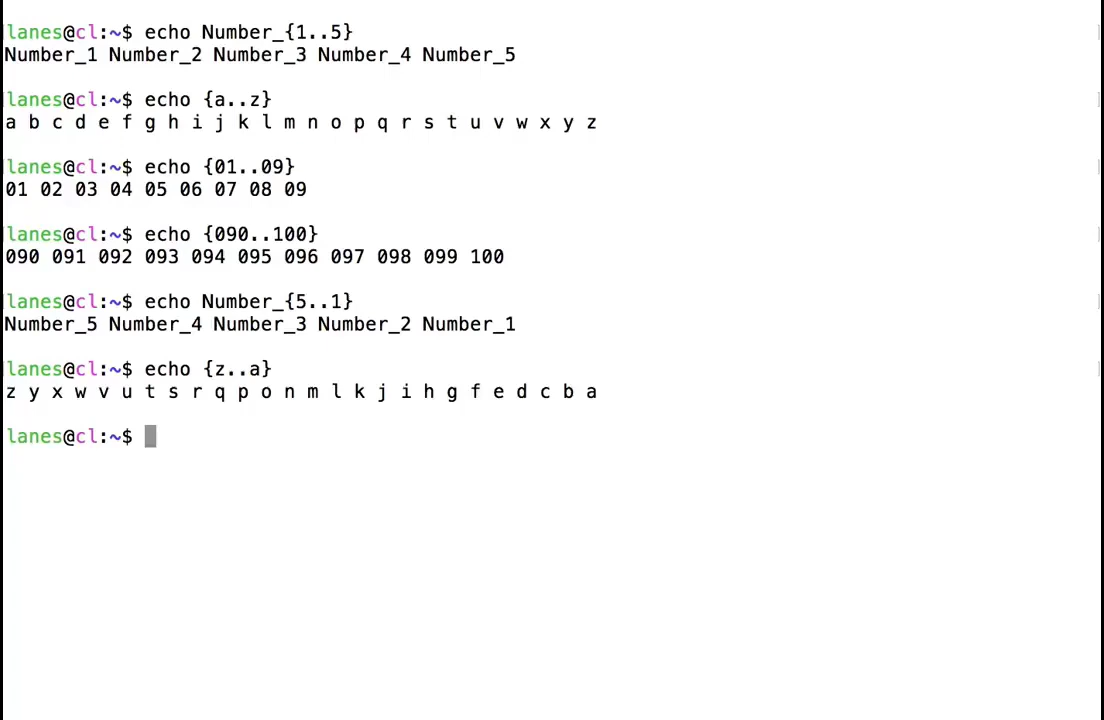 lanes@cl:~$ echo Number_{1..5}
Number_1 Number_2 Number_3 Number_4 Number_5
lanes@cl:~$ echo {a..z}
a b c d e f g h i j k l m n o p q r s t u v w x y z
lanes@cl:~$ echo {01..09}
01 02 03 04 05 06 07 08 09
lanes@cl:~$ echo {090..100}
090 091 092 093 094 095 096 097 098 099 100
lanes@cl:~$ echo Number_{5..1}
Number_5 Number_4 Number_3 Number_2 Number_1
lanes@cl:~$ echo {z..a}
z y x w v u t s r q p o n m l k j i h g f e d c b a
lanes@cl:~$